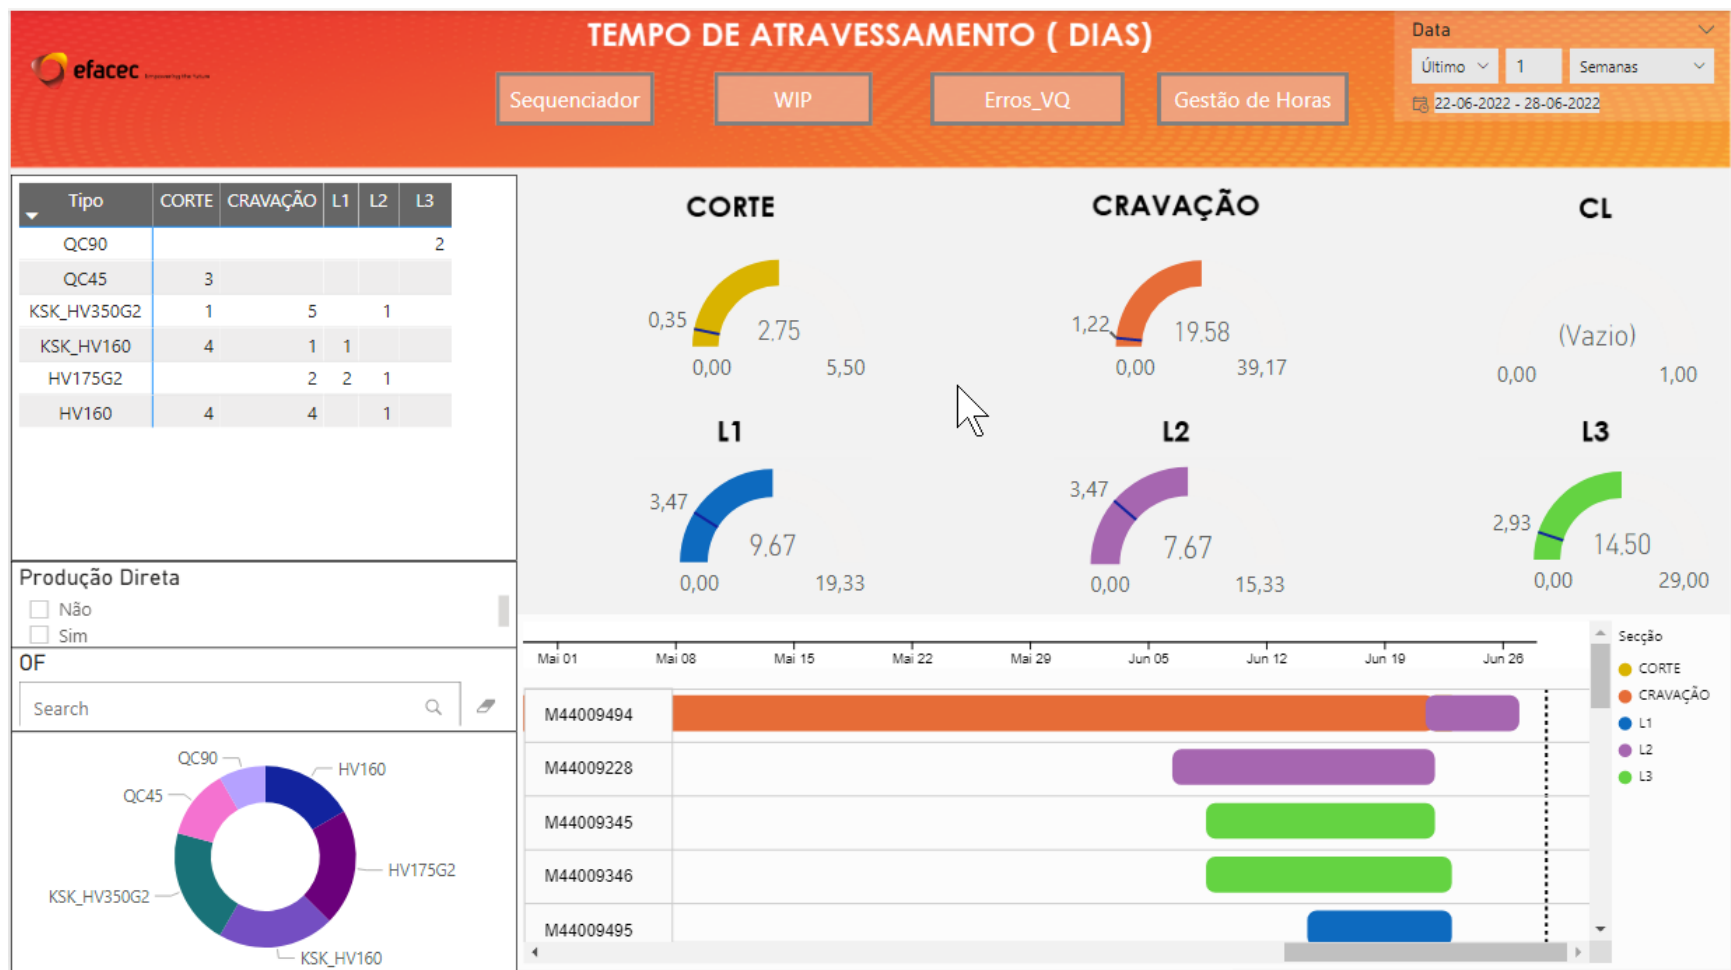 TEMPO DE ATRAVESSAMENTO ( DIAS)
efacec Empowering the future
Sequenciador WIP Erros_VQ Gestão de Horas
Data
Último 1 Semanas
22-06-2022 - 28-06-2022
Tipo CORTE CRAVAÇÃO L1 L2 L3
QC90 2
QC45 3
KSK_HV350G2 1 5 1
KSK_HV160 4 1 1
HV175G2 2 2 1
HV160 4 4 1
CORTE
0,35
2,75
0,00 5,50
CRAVAÇÃO
1,22
19,58
0,00 39,17
CL
(Vazio)
0,00 1,00
L1
3,47
9,67
0,00 19,33
L2
3,47
7,67
0,00 15,33
L3
2,93
14,50
0,00 29,00
Produção Direta
Não
Sim
OF
Search
QC90
HV160
QC45
HV175G2
KSK_HV350G2
KSK_HV160
Mai 01 Mai 08 Mai 15 Mai 22 Mai 29 Jun 05 Jun 12 Jun 19 Jun 26
M44009494
M44009228
M44009345
M44009346
M44009495
Secção
CORTE
CRAVAÇÃO
L1
L2
L3